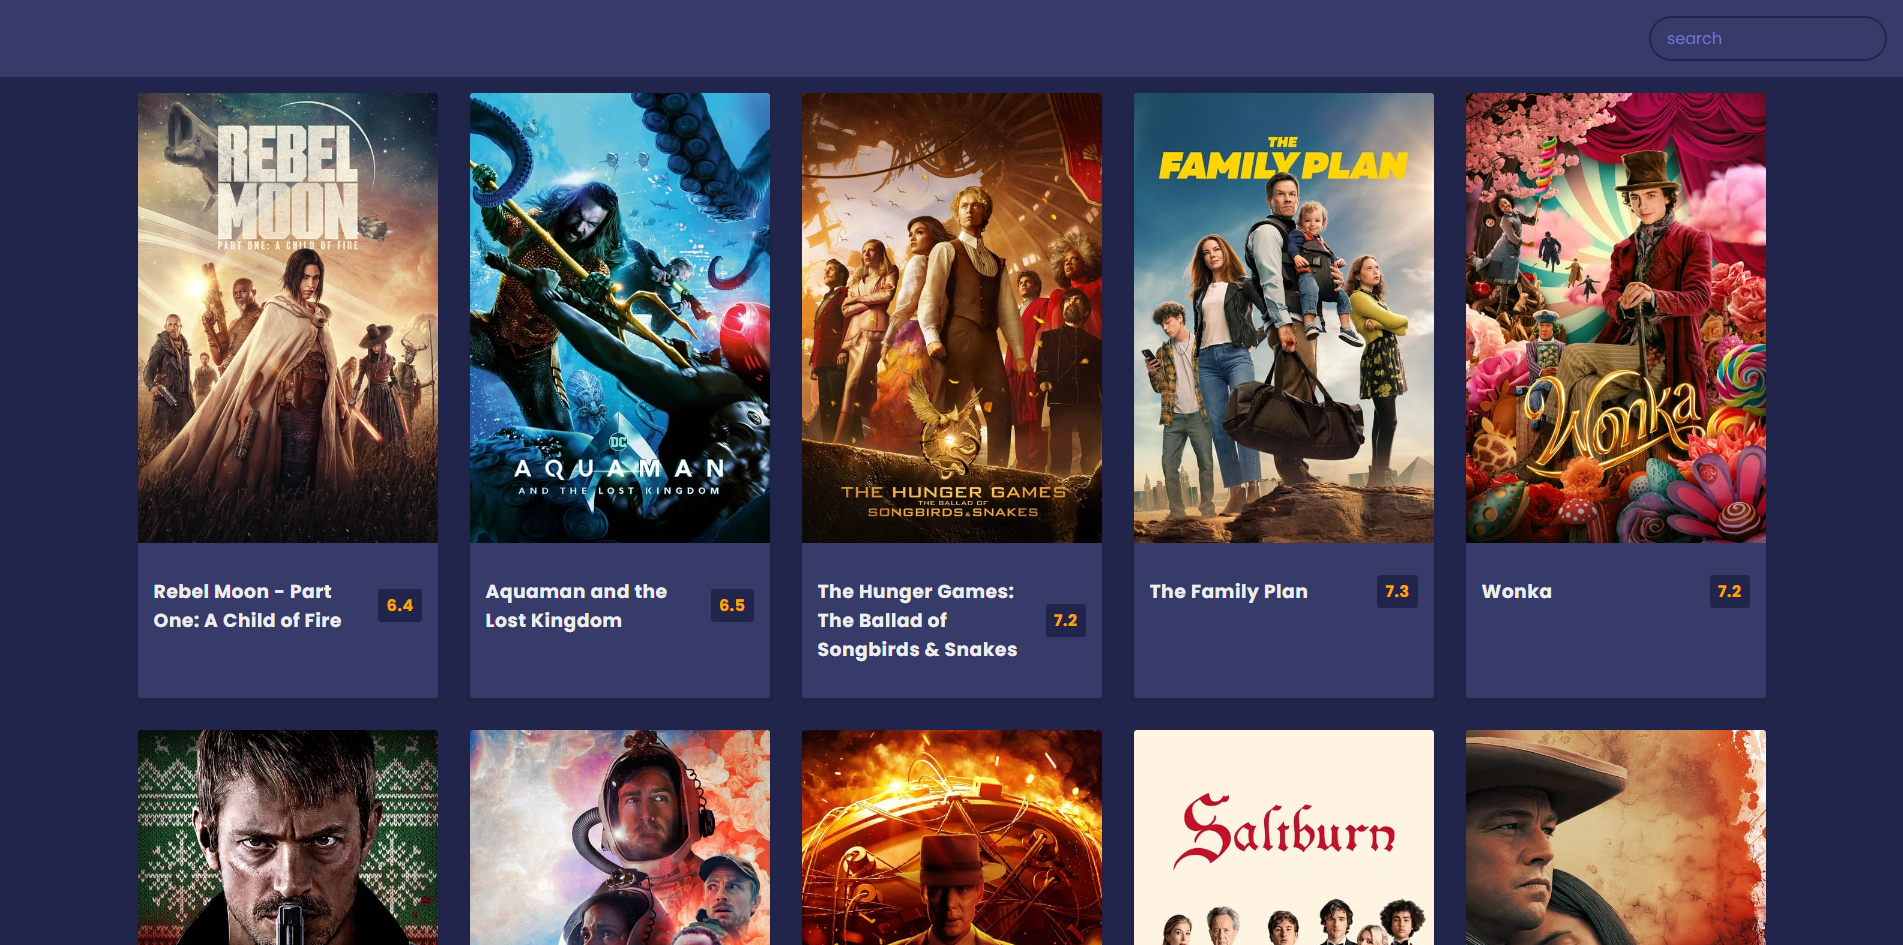 search
REBEL
MOON
PART ONE: A CHILD OF FIRE
DC
AQUAMAN
AND THE LOST KINGDOM
THE HUNGER GAMES
THE BALLAD OF
SONGBIRDS & SNAKES
THE
FAMILY PLAN
Wonka
Rebel Moon - Part
One: A Child of Fire
6.4
Aquaman and the
Lost Kingdom
6.5
The Hunger Games:
The Ballad of
Songbirds & Snakes
7.2
The Family Plan
7.3
Wonka
7.2
Saltburn